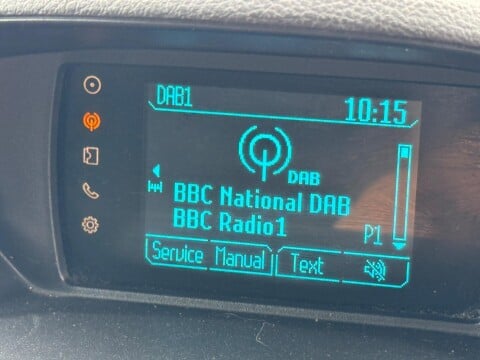 DAB1 10:15
DAB
BBC National DAB
BBC Radio1 P1
Service Manual Text